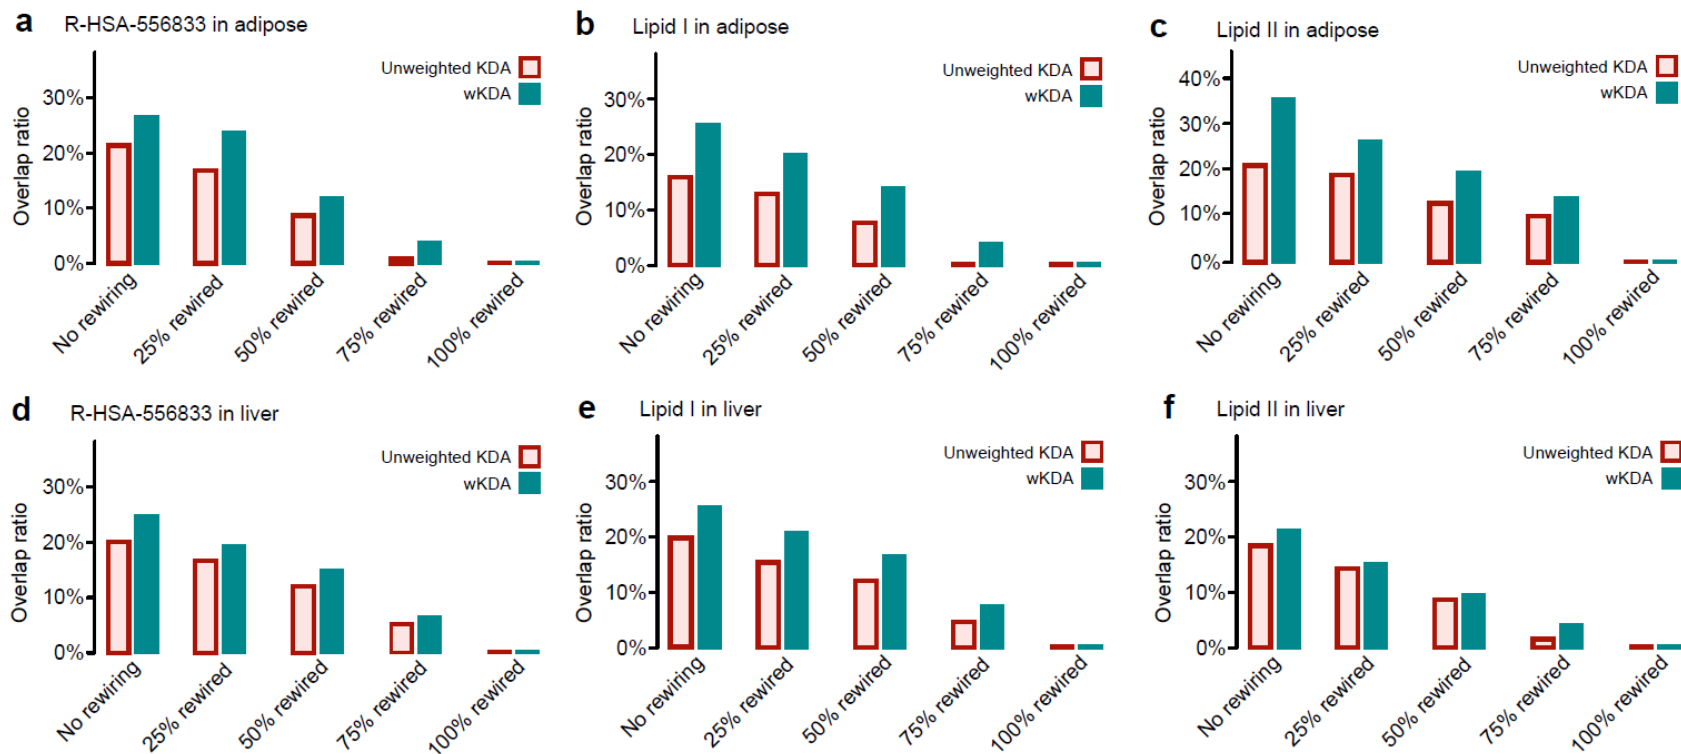 a R-HSA-556833 in adipose
Unweighted KDA
wKDA
Overlap ratio
30%
20%
10%
0%
No rewiring
25% rewired
50% rewired
75% rewired
100% rewired
b Lipid I in adipose
Unweighted KDA
wKDA
Overlap ratio
30%
20%
10%
0%
No rewiring
25% rewired
50% rewired
75% rewired
100% rewired
c Lipid II in adipose
Unweighted KDA
wKDA
Overlap ratio
40%
30%
20%
10%
0%
No rewiring
25% rewired
50% rewired
75% rewired
100% rewired
d R-HSA-556833 in liver
Unweighted KDA
wKDA
Overlap ratio
30%
20%
10%
0%
No rewiring
25% rewired
50% rewired
75% rewired
100% rewired
e Lipid I in liver
Unweighted KDA
wKDA
Overlap ratio
30%
20%
10%
0%
No rewiring
25% rewired
50% rewired
75% rewired
100% rewired
f Lipid II in liver
Unweighted KDA
wKDA
Overlap ratio
30%
20%
10%
0%
No rewiring
25% rewired
50% rewired
75% rewired
100% rewired